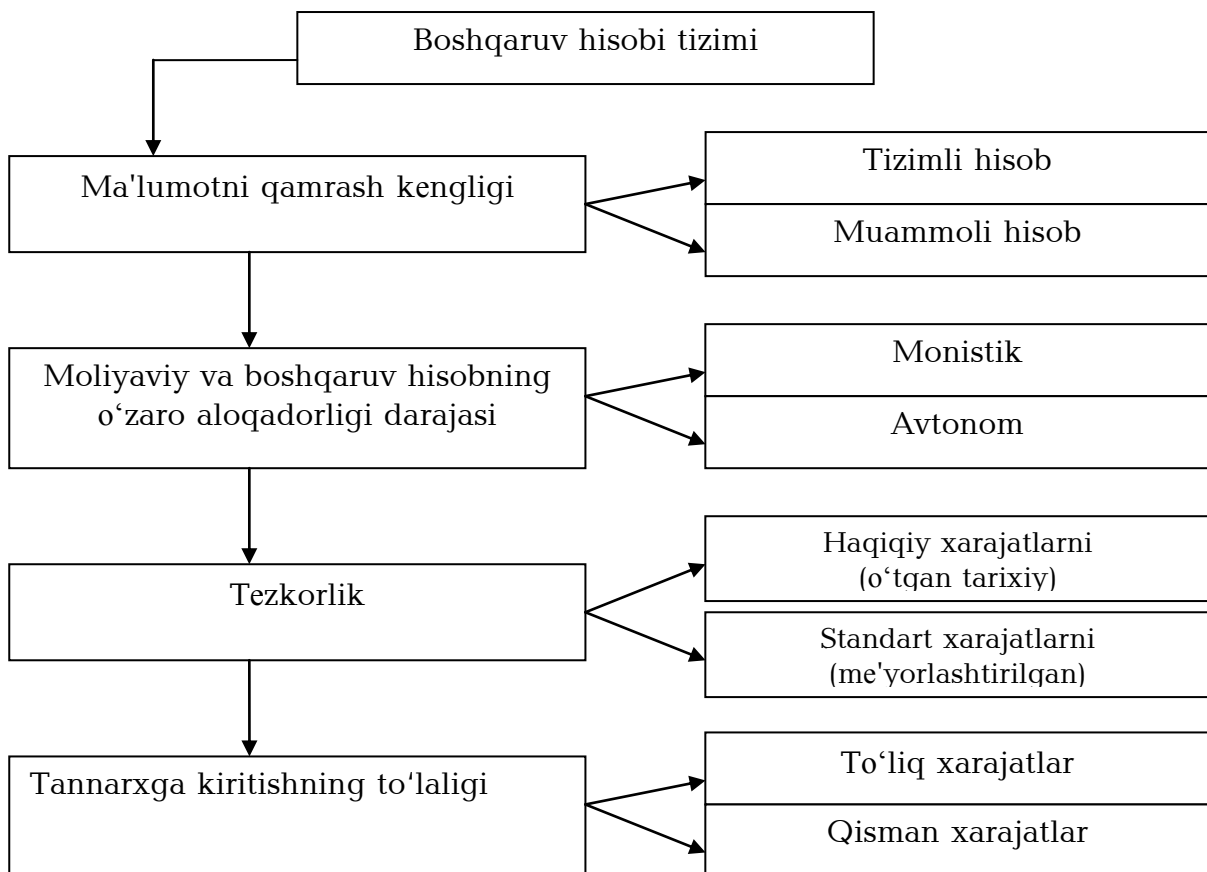 Boshqaruv hisobi tizimi
Ma'lumotni qamrash kengligi
Tizimli hisob
Muammoli hisob
Moliyaviy va boshqaruv hisobning
o‘zaro aloqadorligi darajasi
Monistik
Avtonom
Tezkorlik
Haqiqiy xarajatlarni
(o‘tgan tarixiy)
Standart xarajatlarni
(me'yorlashtirilgan)
Tannarxga kiritishning to‘laligi
To‘liq xarajatlar
Qisman xarajatlar